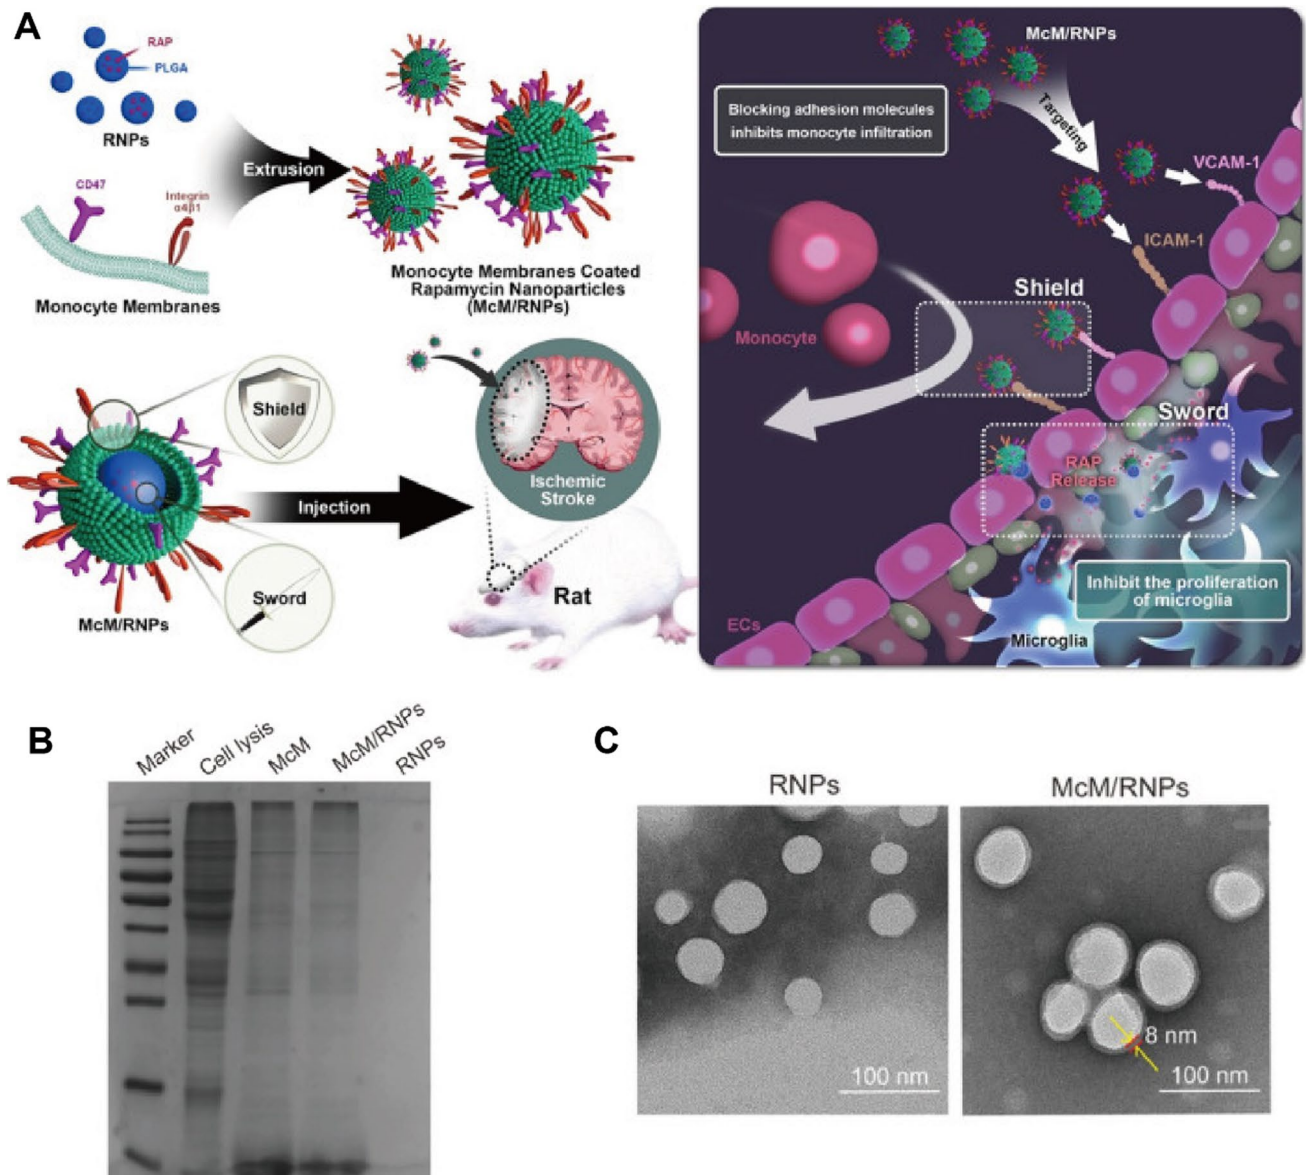 A
RAP
PLGA
RNPs
CD47
Integrin
α4β1
Monocyte Membranes
Extrusion
Monocyte Membranes Coated
Rapamycin Nanoparticles
(McM/RNPs)
Shield
Sword
McM/RNPs
Injection
Ischemic
Stroke
Rat
McM/RNPs
Blocking adhesion molecules
inhibits monocyte infiltration
Targeting
VCAM-1
ICAM-1
Shield
Monocyte
Sword
RAP
Release
Inhibit the proliferation
of microglia
ECs
Microglia
B
Marker
Cell lysis
McM
McM/RNPs
RNPs
C
RNPs
100 nm
McM/RNPs
8 nm
100 nm